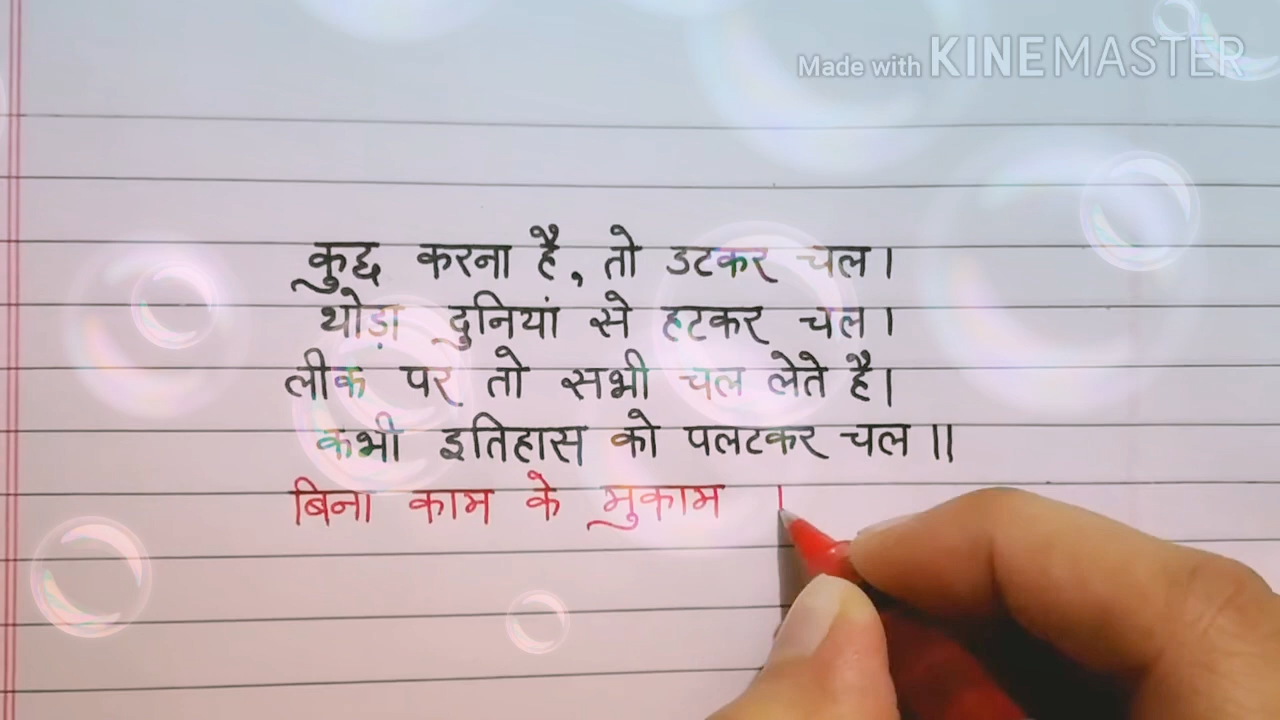 Made with KINEMASTER
कुछ करना है, तो डटकर चल।
थोड़ा दुनियां से हटकर चल।
लीक पर तो सभी चल लेते है।
कभी इतिहास को पलटकर चल॥
बिना काम के मुकाम